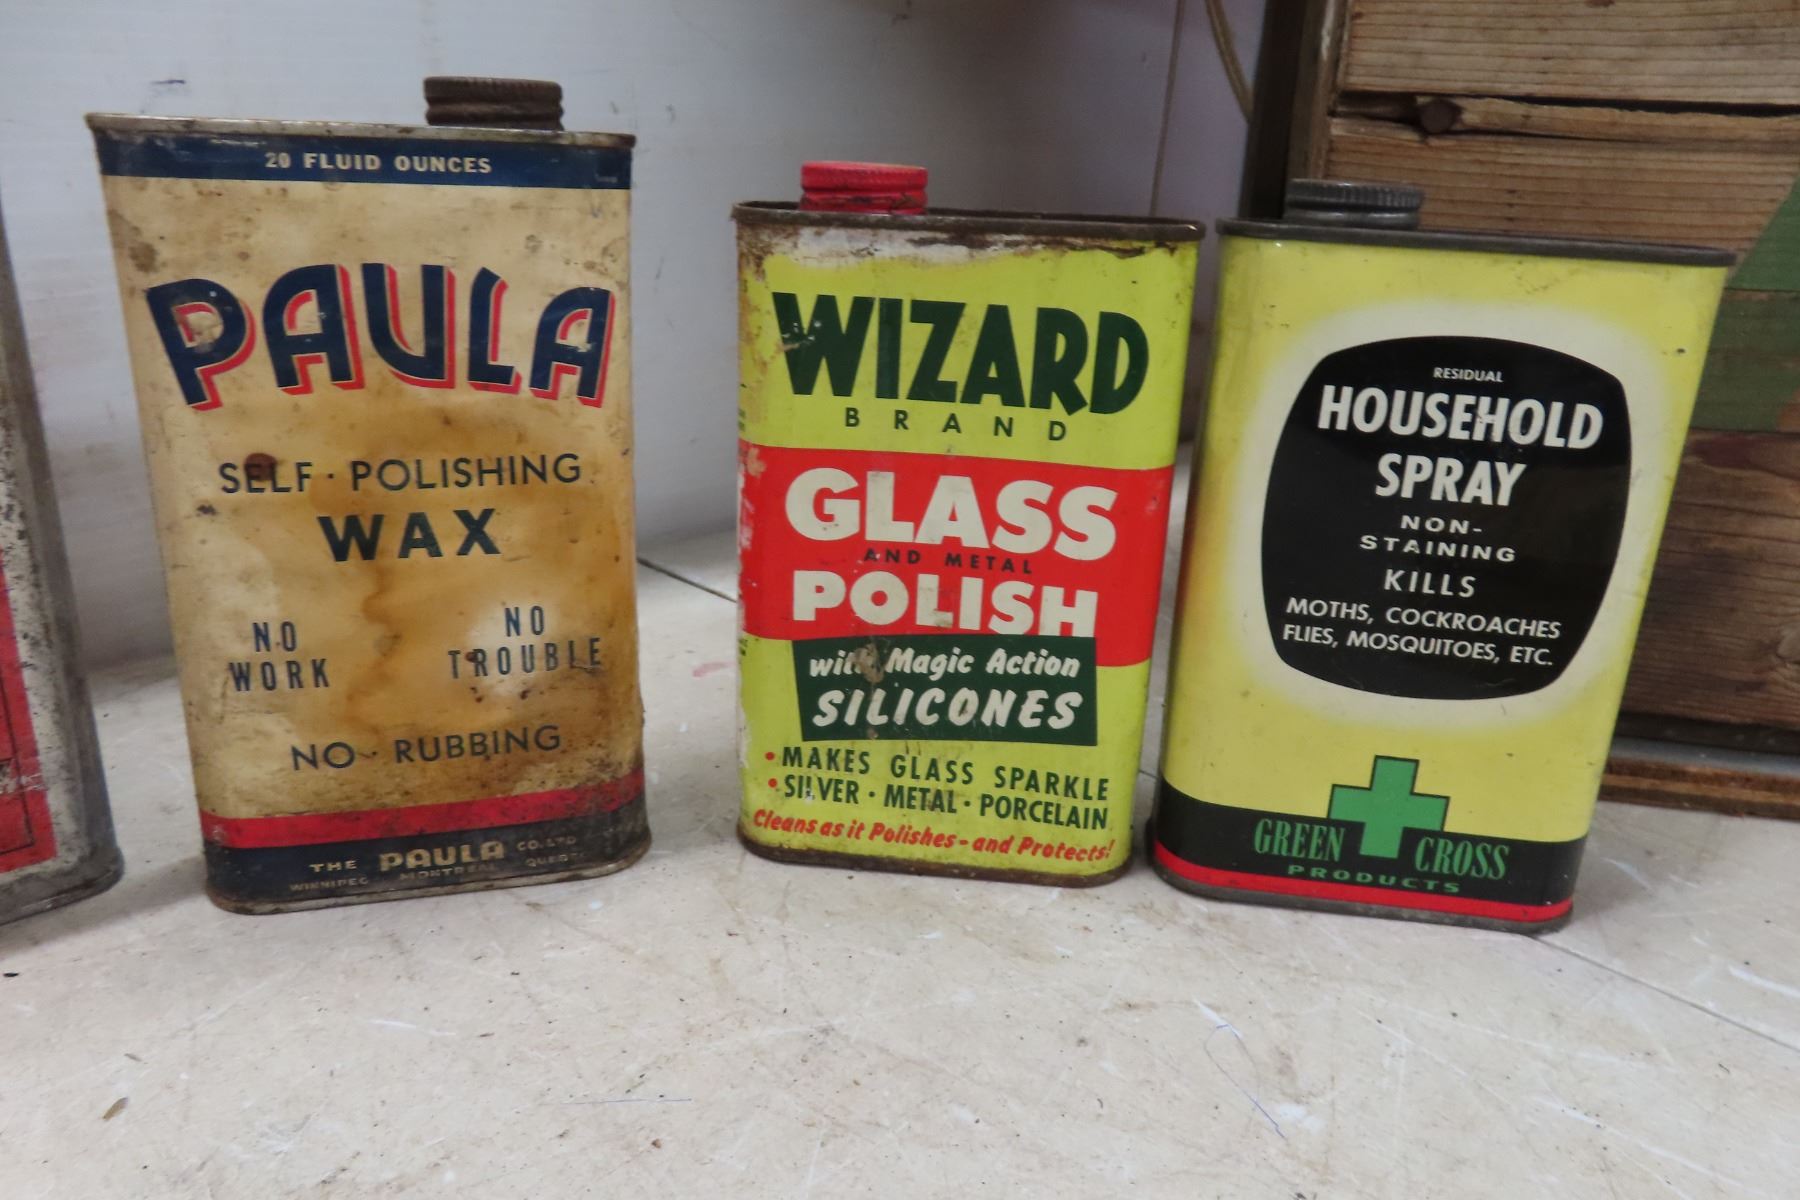 20 FLUID OUNCES
PAULA
SELF · POLISHING
WAX
NO WORK
NO TROUBLE
NO · RUBBING
THE PAULA CO. LTD
WINNIPEG MONTREAL QUEBEC
WIZARD
BRAND
GLASS
AND METAL
POLISH
with Magic Action
SILICONES
• MAKES GLASS SPARKLE
• SILVER · METAL · PORCELAIN
Cleans as it Polishes - and Protects!
RESIDUAL
HOUSEHOLD
SPRAY
NON-
STAINING
KILLS
MOTHS, COCKROACHES
FLIES, MOSQUITOES, ETC.
GREEN CROSS
PRODUCTS